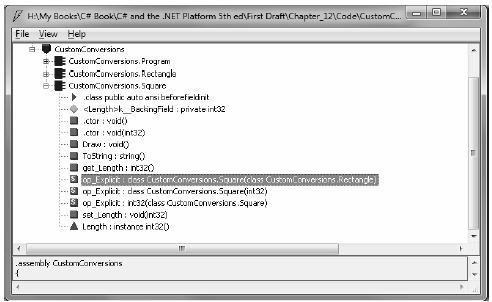 H:\My Books\C# Book\C# and the .NET Platform 5th ed\First Draft\Chapter_12\Code\CustomC...
File View Help
CustomConversions
CustomConversions.Program
CustomConversions.Rectangle
CustomConversions.Square
.class public auto ansi beforefieldinit
<Length>k__BackingField : private int32
.ctor : void()
.ctor : void(int32)
Draw : void()
ToString : string()
get_Length : int32()
op_Explicit : class CustomConversions.Square(class CustomConversions.Rectangle)
op_Explicit : class CustomConversions.Square(int32)
op_Explicit : int32(class CustomConversions.Square)
set_Length : void(int32)
Length : instance int32()
.assembly CustomConversions
{